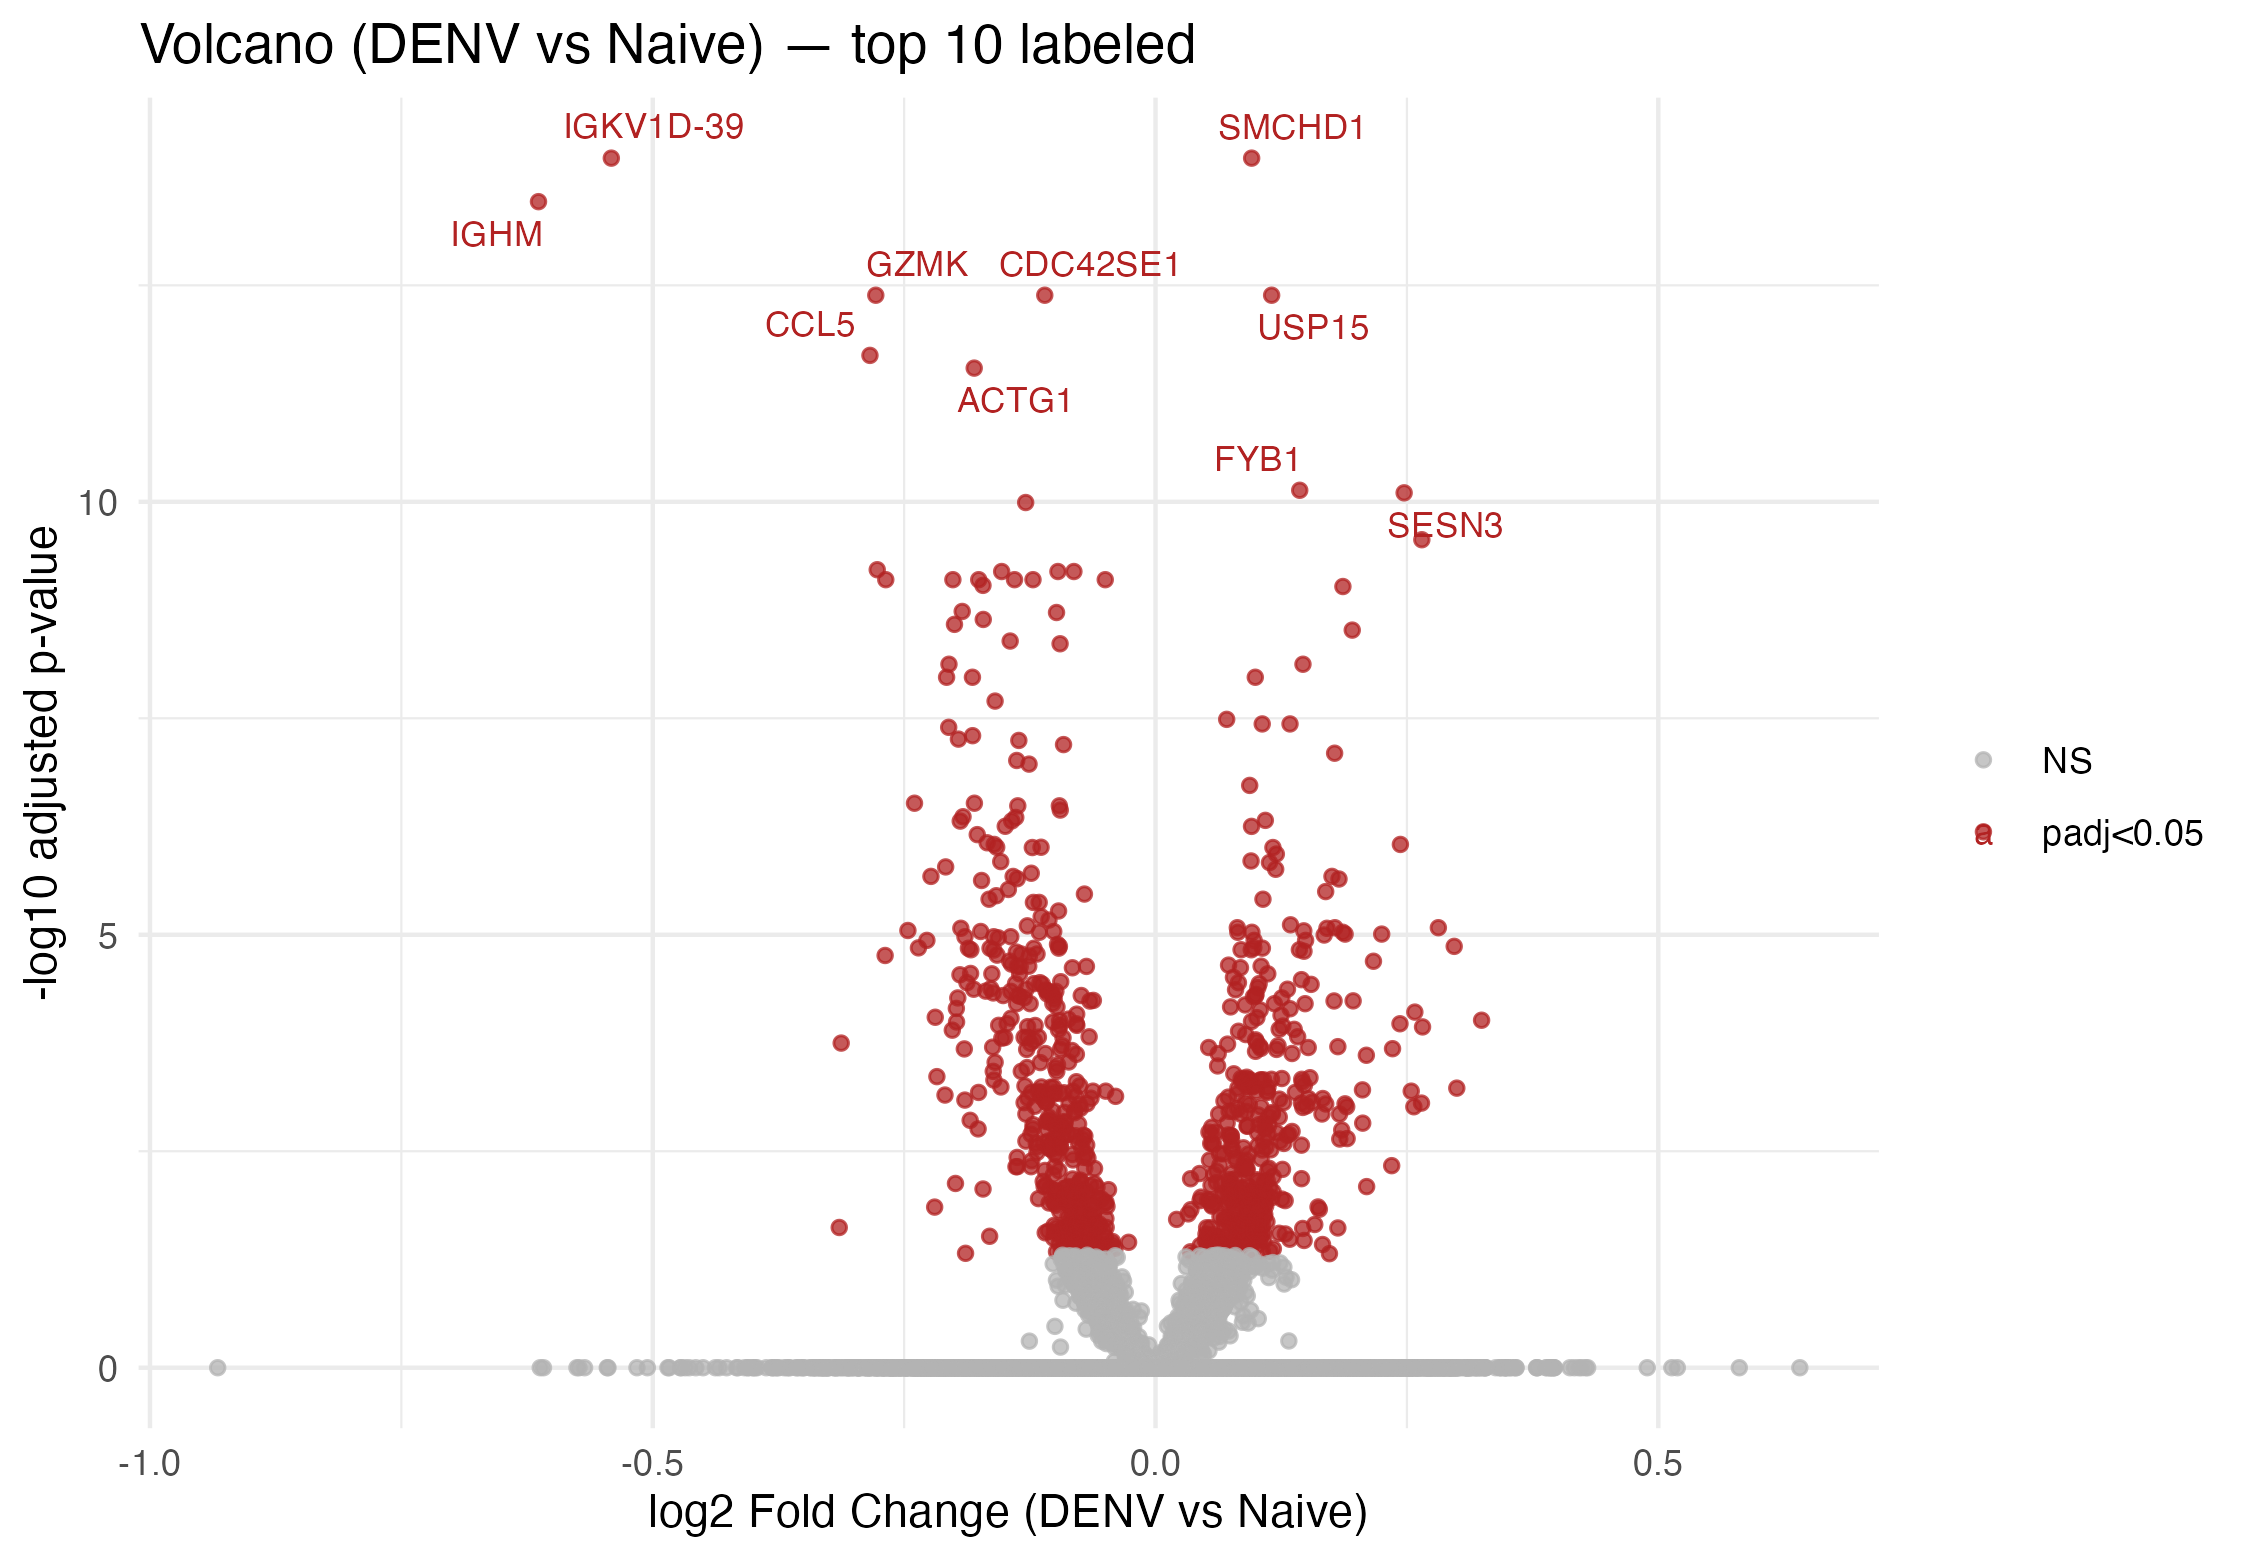 Volcano (DENV vs Naive) — top 10 labeled
IGKV1D-39
SMCHD1
IGHM
GZMK
CDC42SE1
CCL5
USP15
ACTG1
FYB1
SESN3
10
5
0
-log10 adjusted p-value
-1.0
-0.5
0.0
0.5
log2 Fold Change (DENV vs Naive)
NS
a padj<0.05